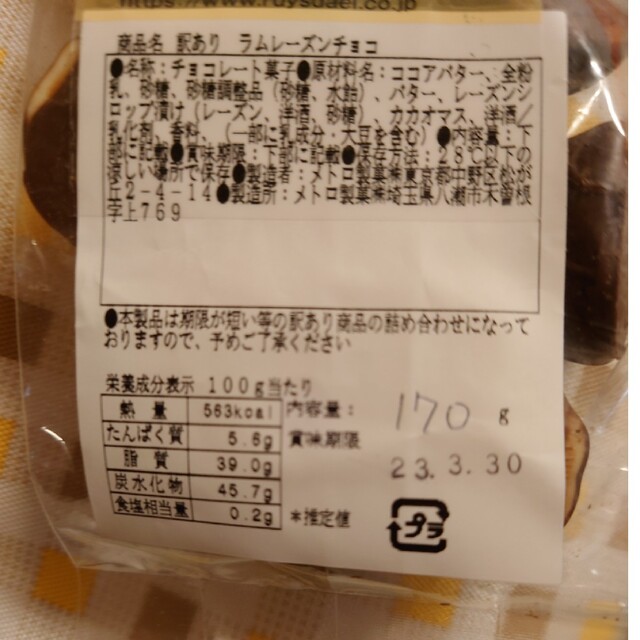 https://www.ruysdael.co.jp
商品名 訳あり ラムレーズンチョコ
●名称：チョコレート菓子●原材料名：ココアバター、全粉
乳、砂糖、砂糖調整品（砂糖、水飴）、バター、レーズンシ
ロップ漬け（レーズン、洋酒、砂糖）、カカオマス、洋酒／
乳化剤、香料、（一部に乳成分・大豆を含む）●内容量：下
部に記載●賞味期限：下部に記載●保存方法：28℃以下の
涼しい場所で保存●製造者：メトロ製菓㈱東京都中野区松が
丘2-4-14●製造所：メトロ製菓㈱埼玉県八潮市木曽根
字上769
●本製品は期限が短い等の訳あり商品の詰め合わせになって
おりますので、予めご了承ください
栄養成分表示 100g当たり
熱量 563kcal
たんぱく質 5.6g
脂質 39.0g
炭水化物 45.7g
食塩相当量 0.2g
内容量： 170 g
賞味期限
23.3.30
*推定値
プラ